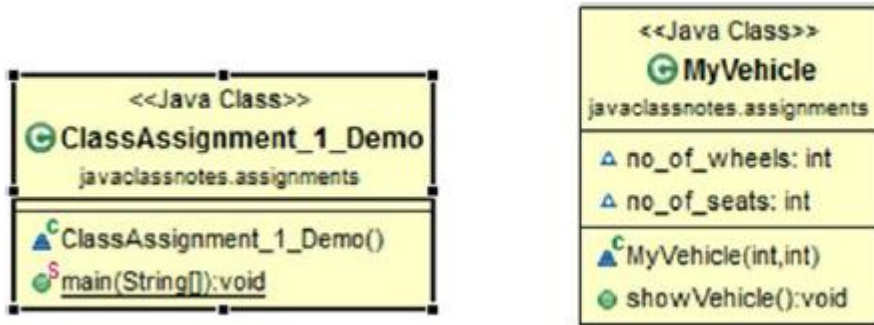 <<Java Class>>
ClassAssignment_1_Demo
javaclassnotes.assignments
ClassAssignment_1_Demo()
main(String[]):void
<<Java Class>>
MyVehicle
javaclassnotes.assignments
no_of_wheels: int
no_of_seats: int
MyVehicle(int,int)
showVehicle():void